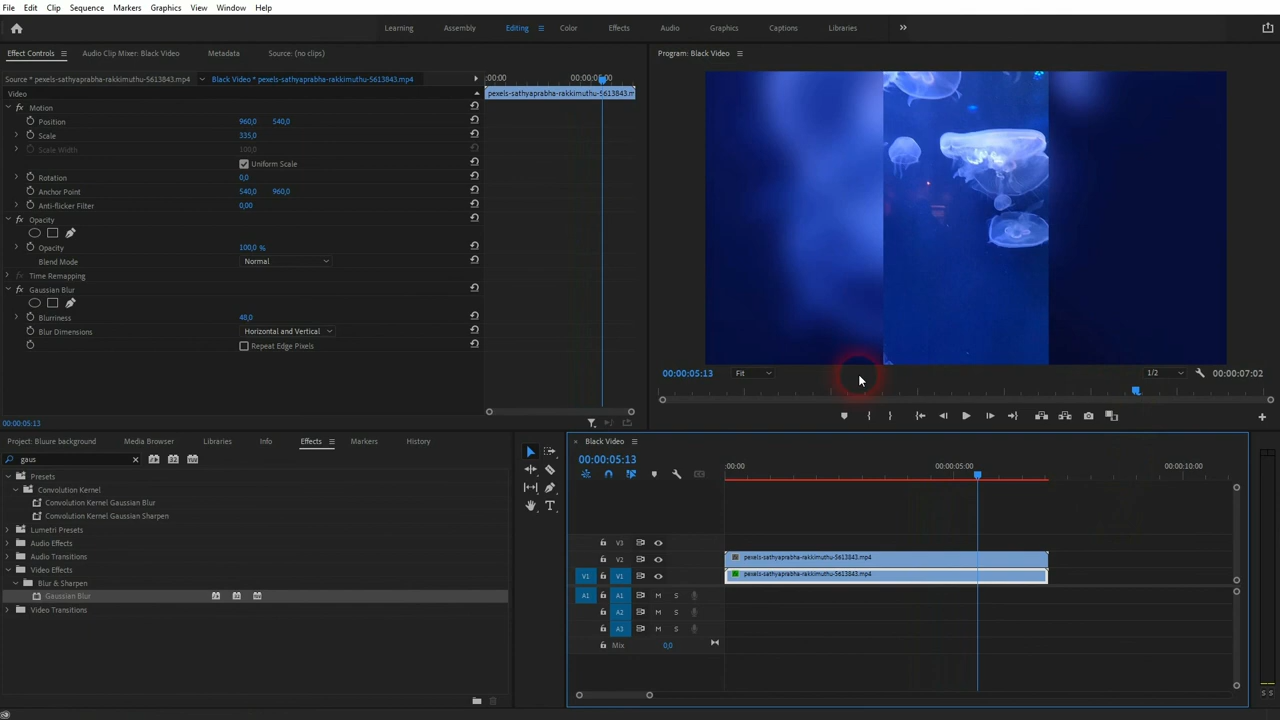 File Edit Clip Sequence Markers Graphics View Window Help
Learning Assembly Editing Color Effects Audio Graphics Captions Libraries
Effect Controls Audio Clip Mixer: Black Video Metadata Source: (no clips)
Program: Black Video
Source * pexels-sathyaprabha-rakkimuthu-5613843.mp4 Black Video * pexels-sathyaprabha-rakkimuthu-5613843.mp4
:00:00 00:00:05:00
Video
pexels-sathyaprabha-rakkimuthu-5613843.m
fx Motion
Position 960,0 540,0
Scale 335,0
Scale Width 100,0
Uniform Scale
Rotation 0,0
Anchor Point 540,0 960,0
Anti-flicker Filter 0,00
fx Opacity
Opacity 100,0 %
Blend Mode Normal
fx Time Remapping
fx Gaussian Blur
Blurriness 48,0
Blur Dimensions Horizontal and Vertical
Repeat Edge Pixels
00:00:05:13
00:00:05:13 Fit 1/2 00:00:07:02
Project: Bluure background Media Browser Libraries Info Effects Markers History
gaus
Presets
Convolution Kernel
Convolution Kernel Gaussian Blur
Convolution Kernel Gaussian Sharpen
Lumetri Presets
Audio Effects
Audio Transitions
Video Effects
Blur & Sharpen
Gaussian Blur
Video Transitions
× Black Video
00:00:05:13
:00:00 00:00:05:00 00:00:10:00
V3
V2 pexels-sathyaprabha-rakkimuthu-5613843.mp4
V1 V1 pexels-sathyaprabha-rakkimuthu-5613843.mp4
A1 A1 M S
A2 M S
A3 M S
Mix 0,0
S S